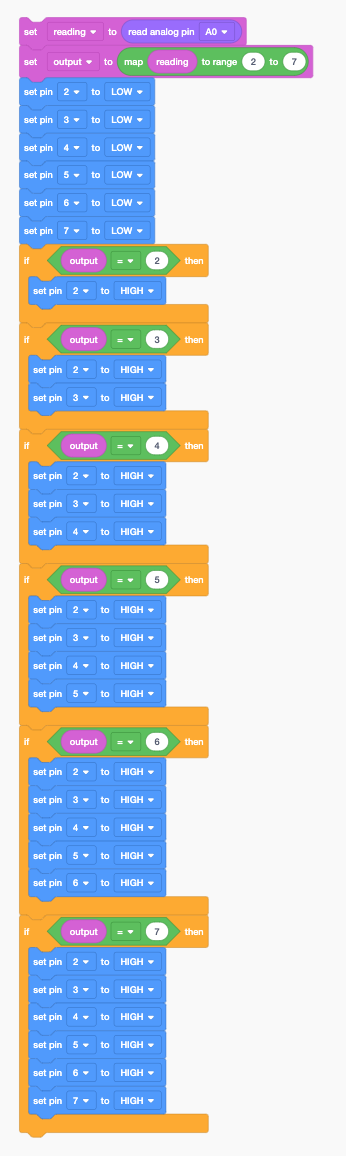 set reading to read analog pin A0
set output to map reading to range 2 to 7
set pin 2 to LOW
set pin 3 to LOW
set pin 4 to LOW
set pin 5 to LOW
set pin 6 to LOW
set pin 7 to LOW
if output = 2 then
set pin 2 to HIGH
if output = 3 then
set pin 2 to HIGH
set pin 3 to HIGH
if output = 4 then
set pin 2 to HIGH
set pin 3 to HIGH
set pin 4 to HIGH
if output = 5 then
set pin 2 to HIGH
set pin 3 to HIGH
set pin 4 to HIGH
set pin 5 to HIGH
if output = 6 then
set pin 2 to HIGH
set pin 3 to HIGH
set pin 4 to HIGH
set pin 5 to HIGH
set pin 6 to HIGH
if output = 7 then
set pin 2 to HIGH
set pin 3 to HIGH
set pin 4 to HIGH
set pin 5 to HIGH
set pin 6 to HIGH
set pin 7 to HIGH